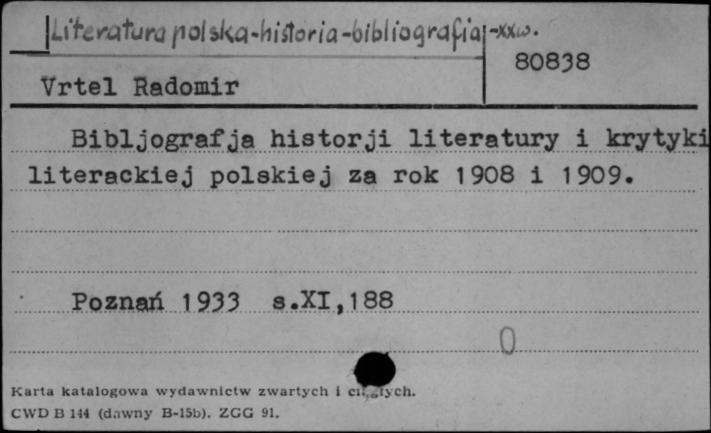 Literatura polska-historia-bibliografia-xxw.
80838
Vrtel Radomir
Bibljografja historji literatury i krytyki
literackiej polskiej za rok 1908 i 1909.
Poznań 1933 s.XI,188
0
Karta katalogowa wydawnictw zwartych i
CWD B 144 (dawny B-15b). ZGG 91.